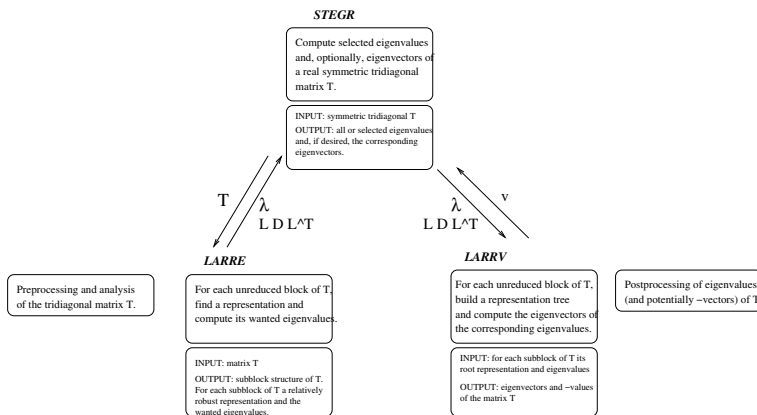 STEGR
Compute selected eigenvalues
and, optionally, eigenvectors of
a real symmetric tridiagonal
matrix T.
INPUT: symmetric tridiagonal T
OUTPUT: all or selected eigenvalues
and, if desired, the corresponding
eigenvectors.
T
λ
L D L^T
λ
L D L^T
v
LARRE
LARRV
Preprocessing and analysis
of the tridiagonal matrix T.
For each unreduced block of T,
find a representation and
compute its wanted eigenvalues.
INPUT: matrix T
OUTPUT: subblock structure of T.
For each subblock of T a relatively
robust representation and the
wanted eigenvalues.
For each unreduced block of T,
build a representation tree
and compute the eigenvectors of
the corresponding eigenvalues.
INPUT: for each subblock of T its
root representation and eigenvalues
OUTPUT: eigenvectors and −values
of the matrix T
Postprocessing of eigenvalues
(and potentially −vectors) of T